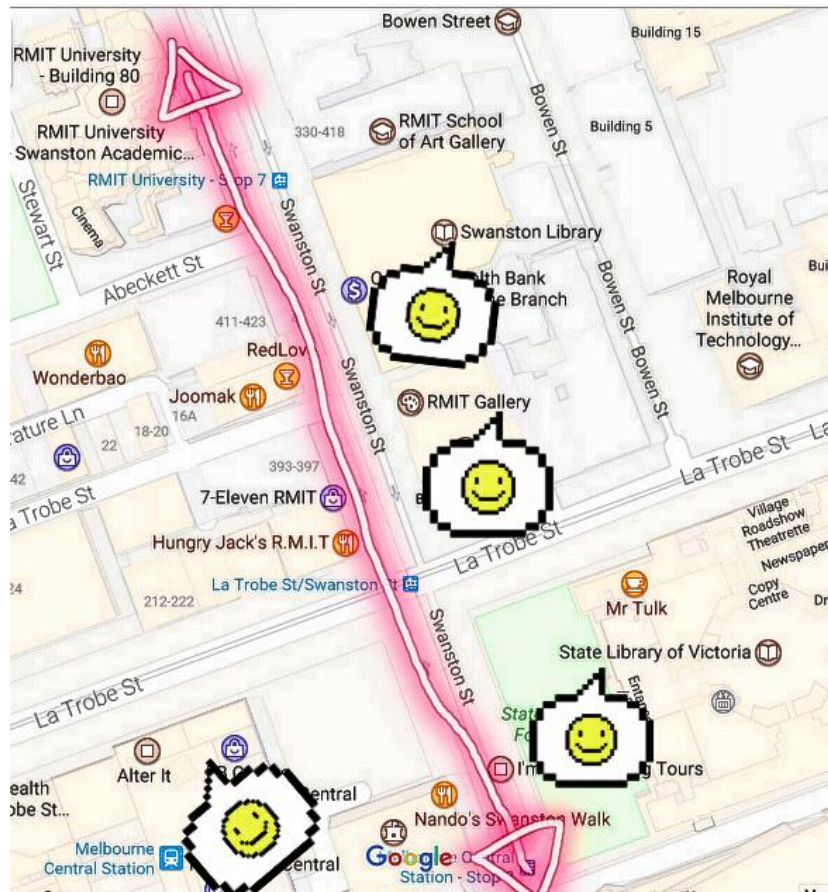 Bowen Street
Building 15
RMIT University
- Building 80
RMIT School
of Art Gallery
330-418
Building 5
Bowen St
RMIT University
Swanston Academic...
RMIT University - Stop 7
Stewart St
Cinema
Swanston St
Swanston Library
Abeckett St
Bank
Branch
Bowen St
Royal
Melbourne
Institute of
Technology...
411-423
RedLov
Wonderbao
Joomak
16A
18-20
22
42
Swanston St
RMIT Gallery
Bowen St
La Trobe St
393-397
7-Eleven RMIT
Hungry Jack's R.M.I.T
La Trobe St
Village
Roadshow
Theatrette
Newspaper
Copy
Centre
La Trobe St/Swanston St
24
212-222
Mr Tulk
Swanston St
State Library of Victoria
La Trobe St
Alter It
Tours
Central
Nando's Swanston Walk
Melbourne
Central Station
Central
Google
Central
Station - Stop